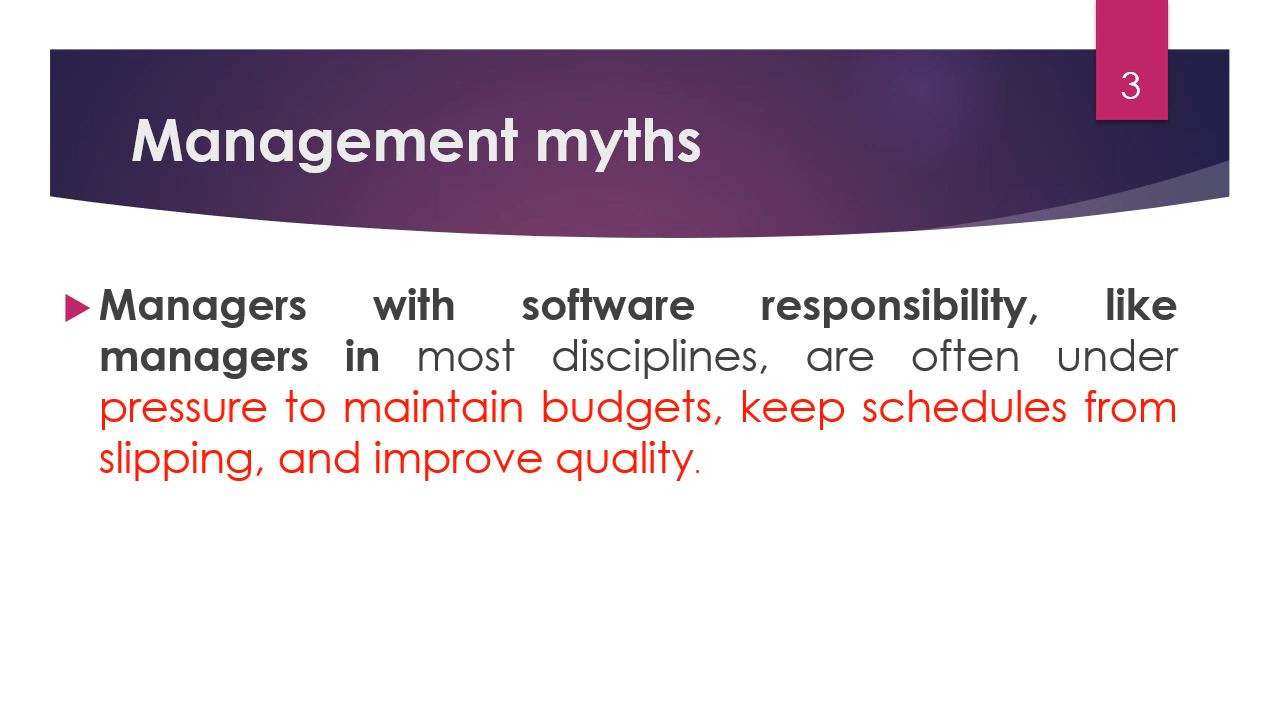 3
Management myths
Managers with software responsibility, like
managers in most disciplines, are often under
pressure to maintain budgets, keep schedules from
slipping, and improve quality.